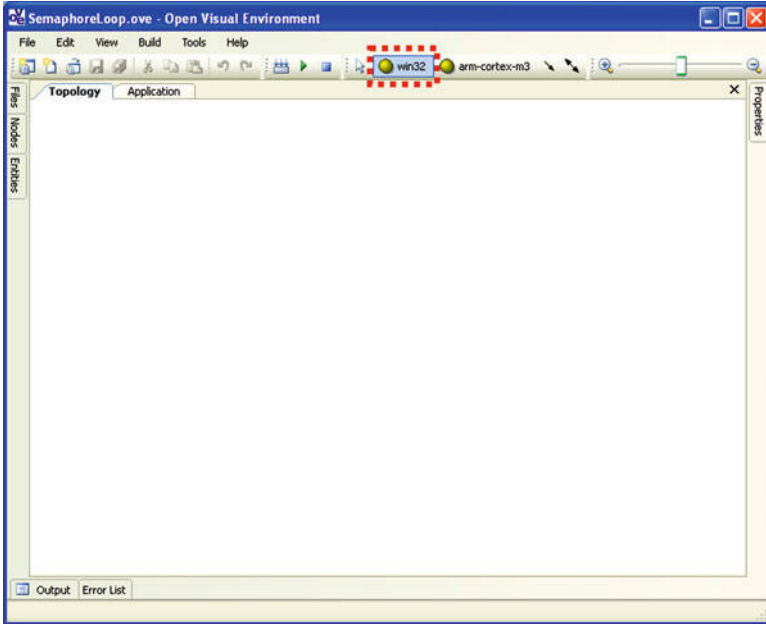 SemaphoreLoop.ove - Open Visual Environment
File Edit View Build Tools Help
win32 arm-cortex-m3
Topology Application
Files
Nodes
Entities
Properties
Output Error List